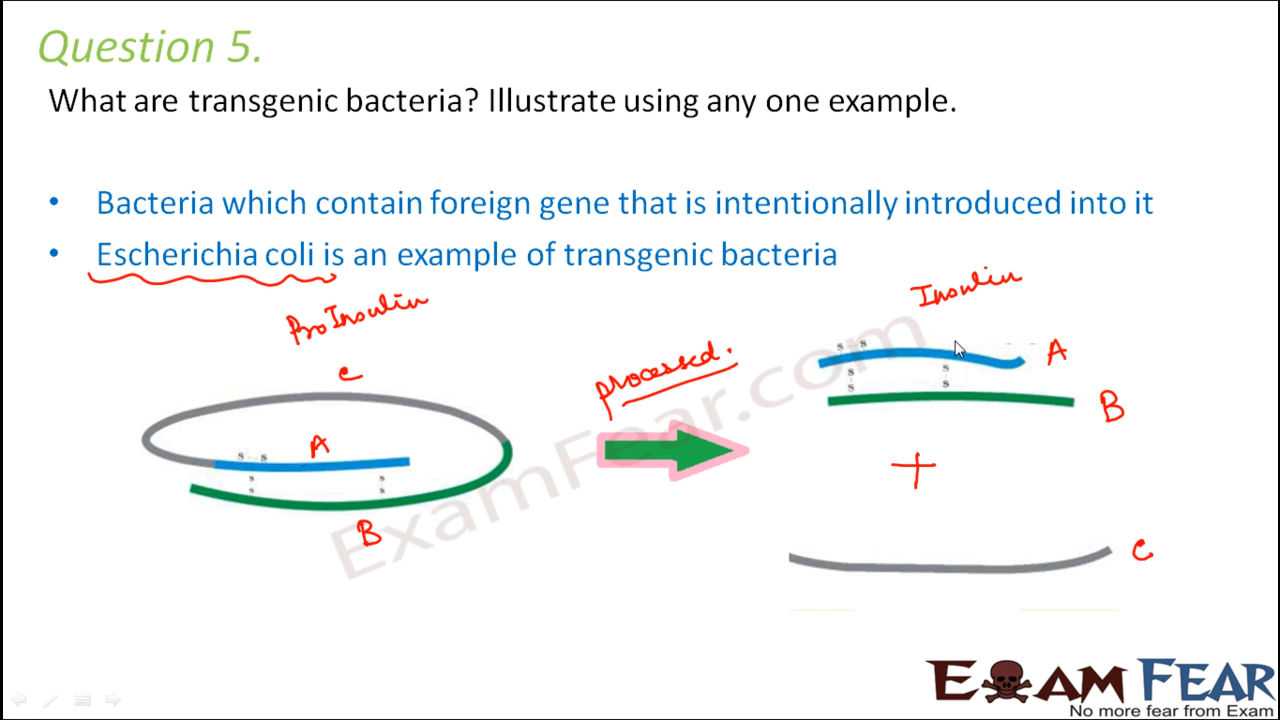 Question 5.
What are transgenic bacteria? Illustrate using any one example.
• Bacteria which contain foreign gene that is intentionally introduced into it
• Escherichia coli is an example of transgenic bacteria
ProInsulin
Insulin
C
processed.
S S
A
A
S S
S S
B
S S
A
S S
S S
B
+
C
ExamFear.com
EXAM FEAR
No more fear from Exam